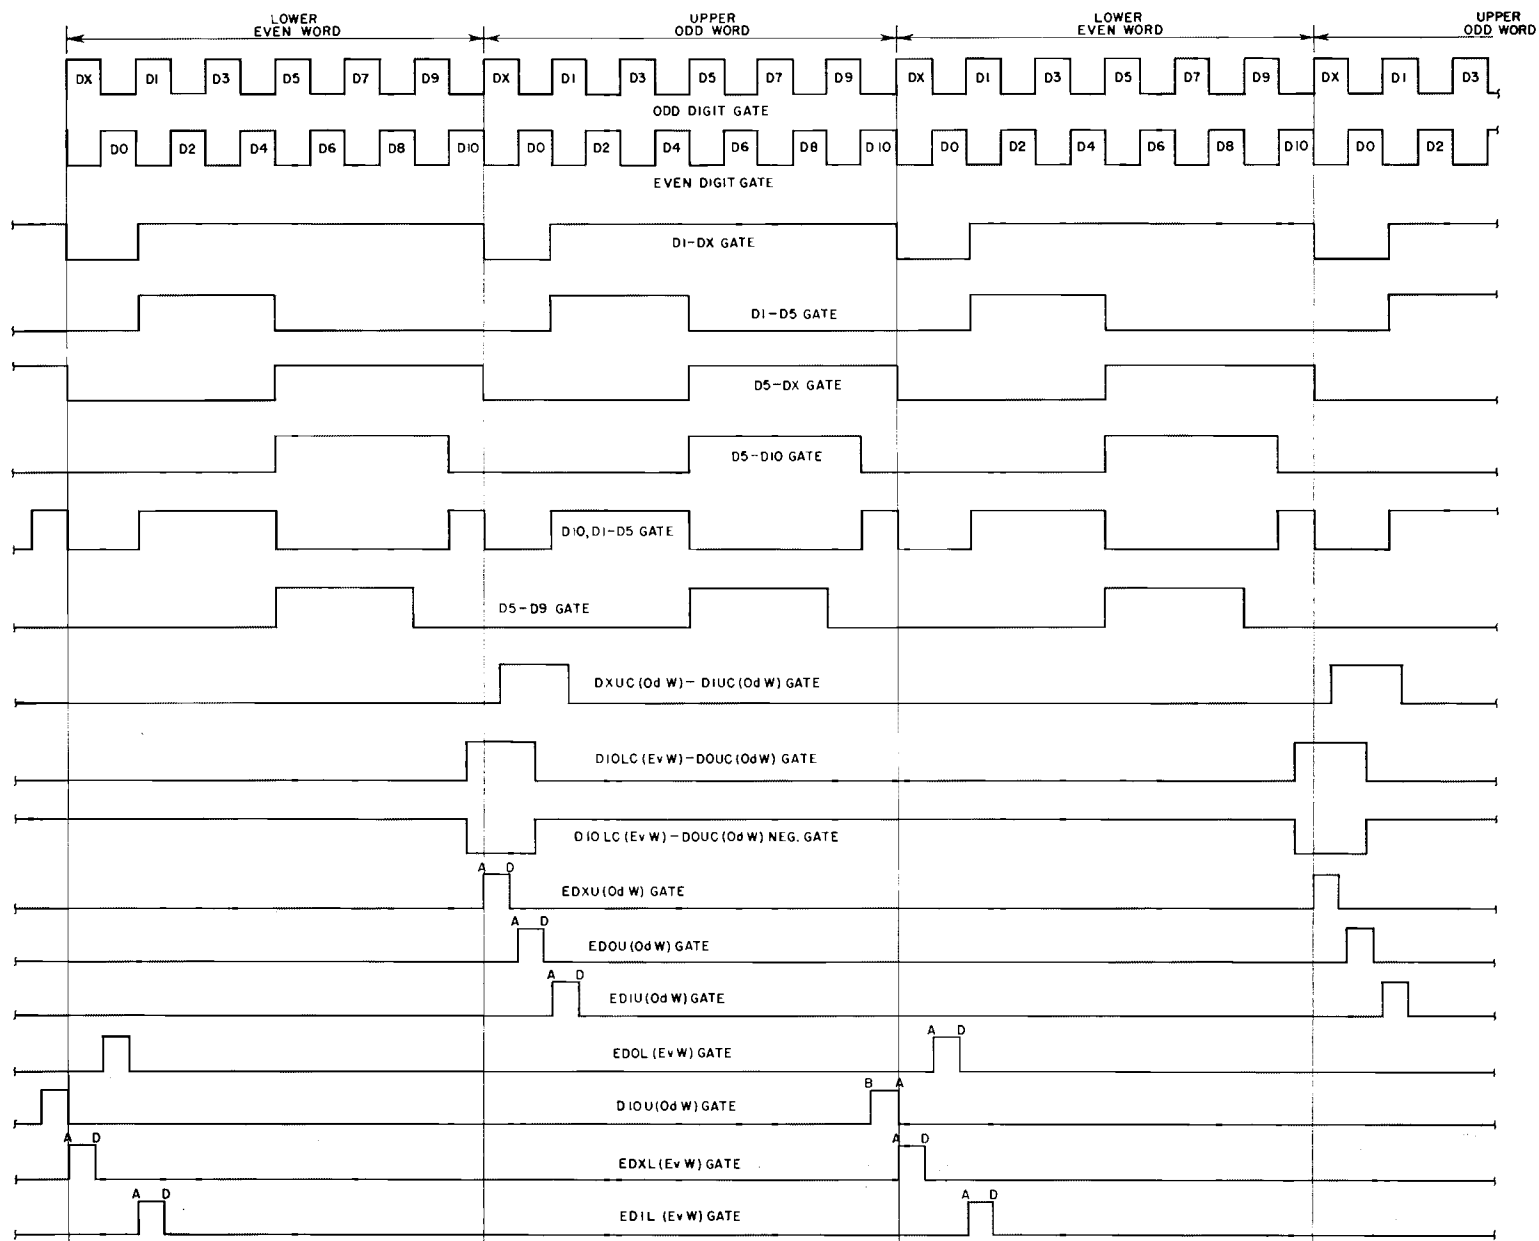 LOWER
EVEN WORD
UPPER
ODD WORD
LOWER
EVEN WORD
UPPER
ODD WORD
DX D1 D3 D5 D7 D9 DX D1 D3 D5 D7 D9 DX D1 D3 D5 D7 D9 DX D1 D3
ODD DIGIT GATE
D0 D2 D4 D6 D8 D10 D0 D2 D4 D6 D8 D10 D0 D2 D4 D6 D8 D10 D0 D2
EVEN DIGIT GATE
D1-DX GATE
D1-D5 GATE
D5-DX GATE
D5-D10 GATE
D10, D1-D5 GATE
D5-D9 GATE
DXUC (Od W)- D1UC (Od W) GATE
D10LC (Ev W)-D0UC (Od W) GATE
D10LC (Ev W)-D0UC (Od W) NEG. GATE
A D
EDXU (Od W) GATE
A D
ED0U (Od W) GATE
A D
ED1U (Od W) GATE
A D
ED0L (Ev W) GATE
B A
D10U (Od W) GATE
A D A D
EDXL (Ev W) GATE
A D A D
ED1L (Ev W) GATE